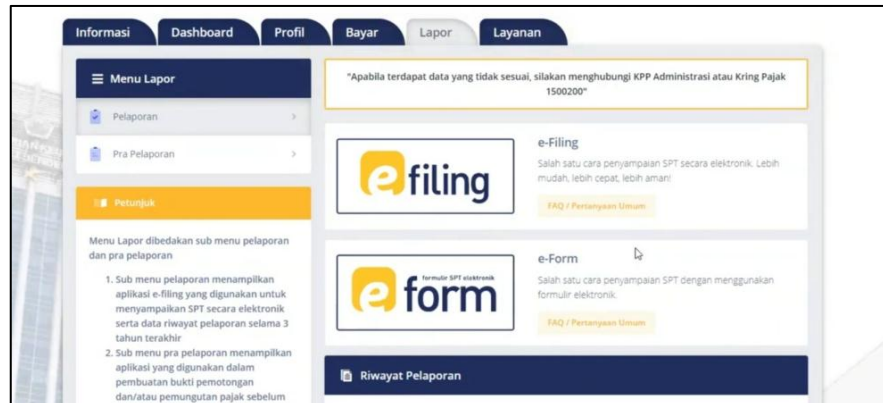 Informasi
Dashboard
Profil
Bayar
Lapor
Layanan
Menu Lapor
Pelaporan
Pra Pelaporan
Petunjuk
Menu Lapor dibedakan sub menu pelaporan
dan pra pelaporan
1. Sub menu pelaporan menampilkan
aplikasi e-filing yang digunakan untuk
menyampaikan SPT secara elektronik
serta data riwayat pelaporan selama 3
tahun terakhir
2. Sub menu pra pelaporan menampilkan
aplikasi yang digunakan dalam
pembuatan bukti pemotongan
dan/atau pemungutan pajak sebelum
"Apabila terdapat data yang tidak sesuai, silakan menghubungi KPP Administrasi atau Kring Pajak
1500200"
e filing
e-Filing
Salah satu cara penyampaian SPT secara elektronik. Lebih
mudah, lebih cepat, lebih aman!
FAQ / Pertanyaan Umum
formulir SPT elektronik
e form
e-Form
Salah satu cara penyampaian SPT dengan menggunakan
formulir elektronik.
FAQ / Pertanyaan Umum
Riwayat Pelaporan